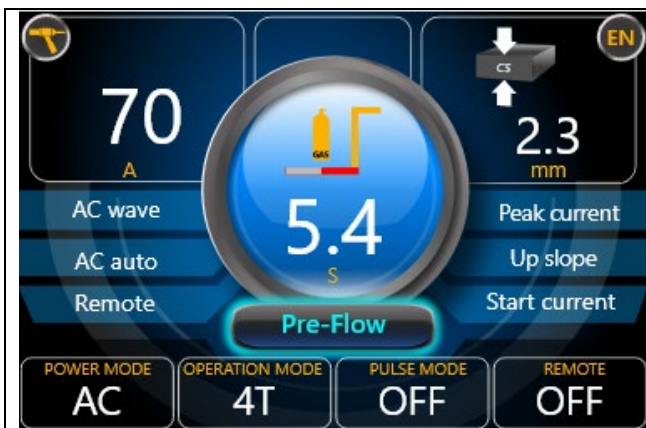 EN
CS
70
A
2.3
mm
GAS
5.4
S
AC wave
AC auto
Remote
Peak current
Up slope
Start current
Pre-Flow
POWER MODE
AC
OPERATION MODE
4T
PULSE MODE
OFF
REMOTE
OFF